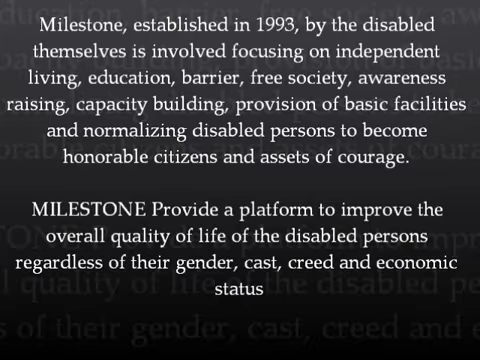 Milestone, established in 1993, by the disabled
themselves is involved focusing on independent
living, education, barrier, free society, awareness
raising, capacity building, provision of basic facilities
and normalizing disabled persons to become
honorable citizens and assets of courage.
MILESTONE Provide a platform to improve the
overall quality of life of the disabled persons
regardless of their gender, cast, creed and economic
status